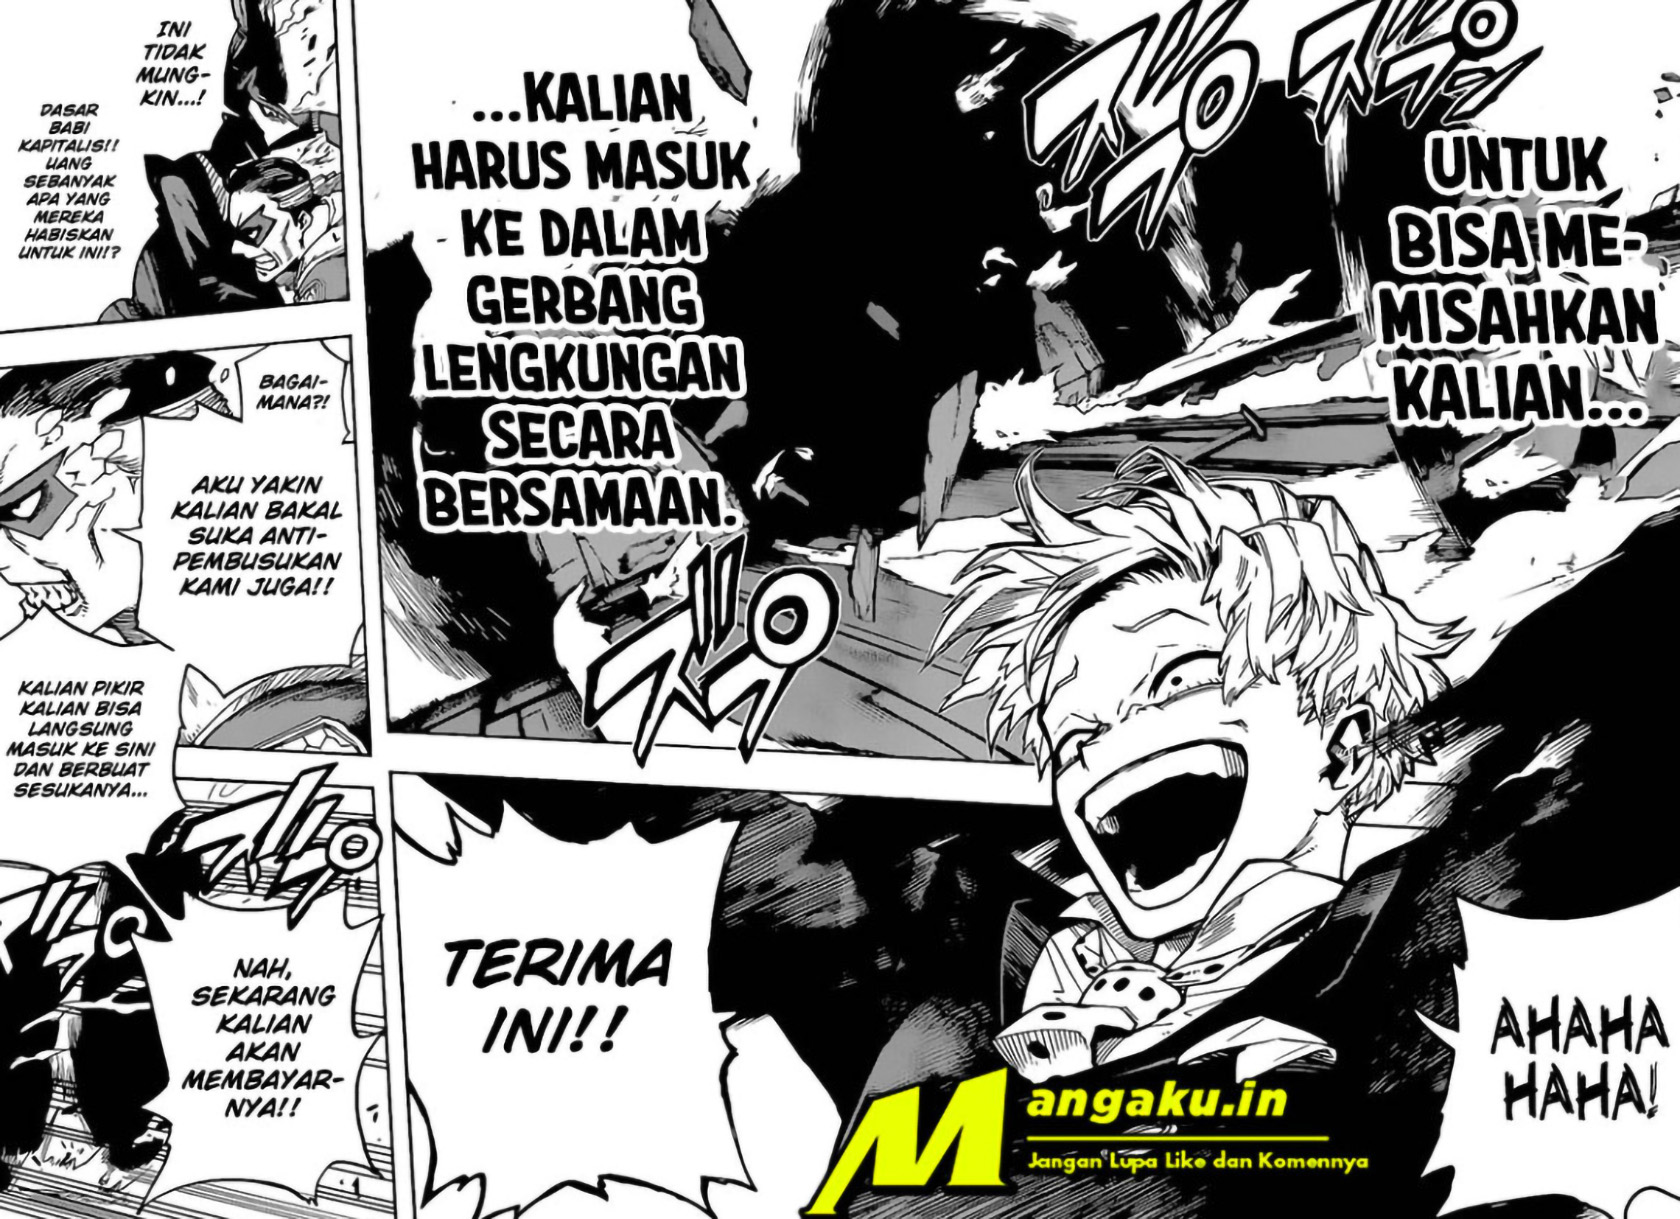 UNTUK
BISA ME-
MISAHKAN
KALIAN...
...KALIAN
HARUS MASUK
KE DALAM
GERBANG
LENGKUNGAN
SECARA
BERSAMAAN.
AHAHA
HAHA!
TERIMA
INI!!
INI
TIDAK
MUNG-
KIN...!
DASAR
BABI
KAPITALIS!!
UANG
SEBANYAK
APA YANG
MEREKA
HABISKAN
UNTUK INI!?
BAGAI-
MANA?!
AKU YAKIN
KALIAN BAKAL
SUKA ANTI-
PEMBUSUKAN
KAMI JUGA!!
KALIAN PIKIR
KALIAN BISA
LANGSUNG
MASUK KE SINI
DAN BERBUAT
SESUKANYA...
NAH,
SEKARANG
KALIAN
AKAN
MEMBAYAR-
NYA!!
Mangaku.in
Jangan Lupa Like dan Komennya